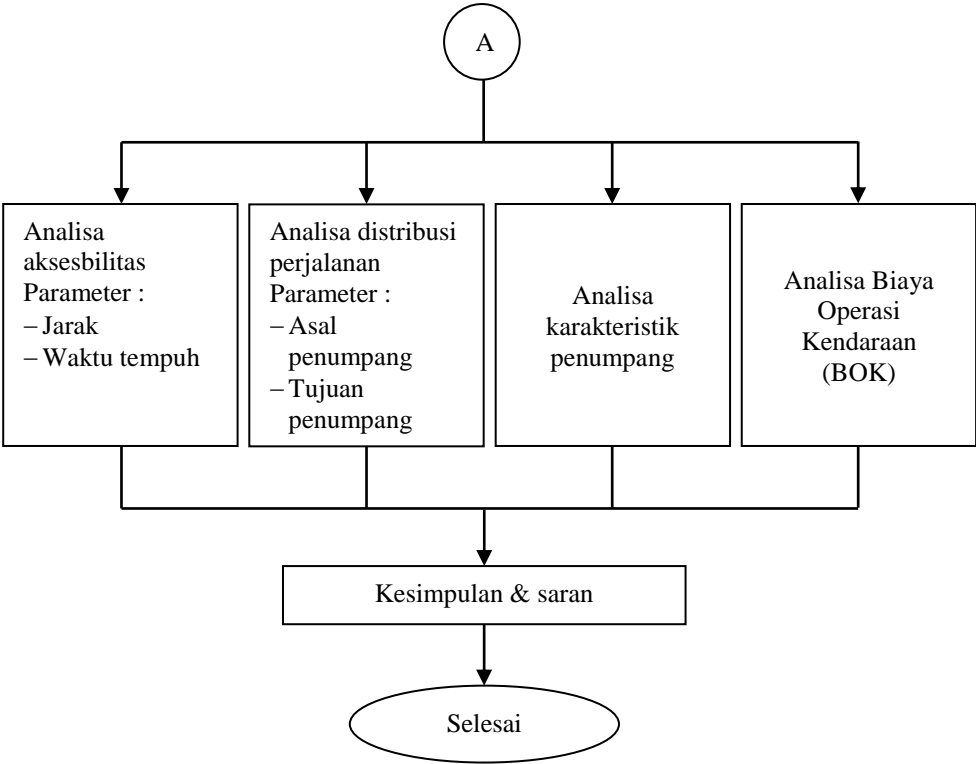 A
Analisa
aksesbilitas
Parameter :
– Jarak
– Waktu tempuh
Analisa distribusi
perjalanan
Parameter :
– Asal
penumpang
– Tujuan
penumpang
Analisa
karakteristik
penumpang
Analisa Biaya
Operasi
Kendaraan
(BOK)
Kesimpulan & saran
Selesai